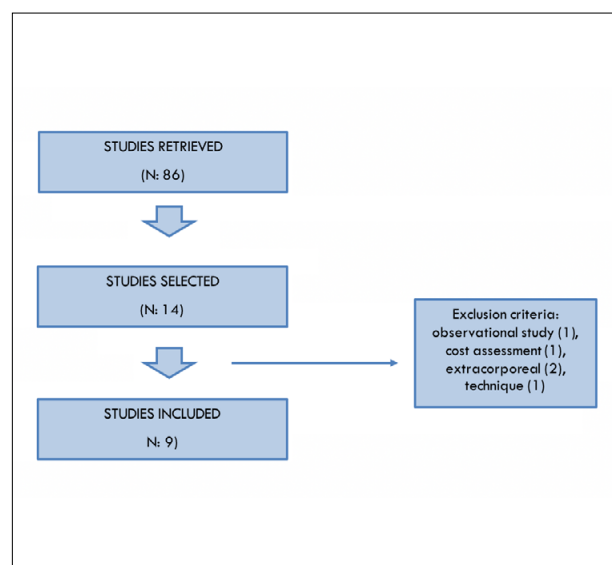 STUDIES RETRIEVED
(N: 86)
STUDIES SELECTED
(N: 14)
Exclusion criteria:
observational study (1),
cost assessment (1),
extracorporeal (2),
technique (1)
STUDIES INCLUDED
N: 9)